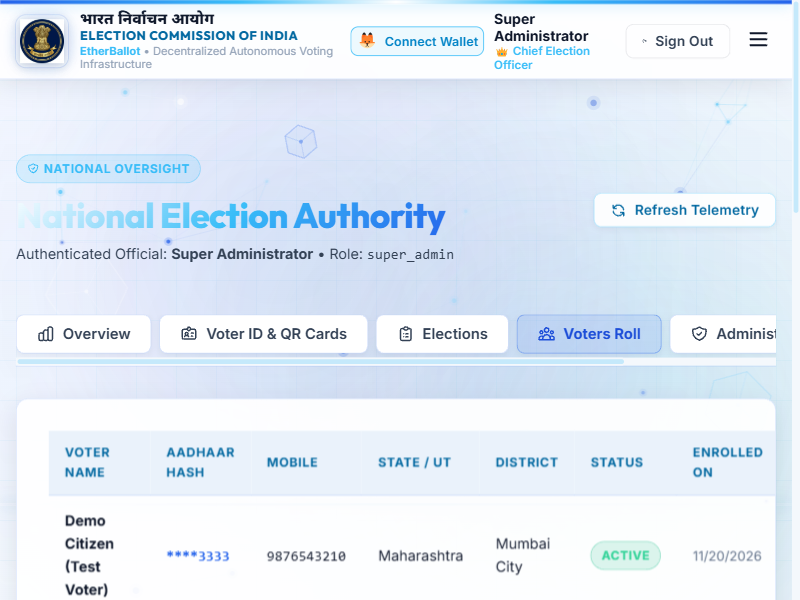 भारत निर्वाचन आयोग
ELECTION COMMISSION OF INDIA
EtherBallot • Decentralized Autonomous Voting
Infrastructure
Connect Wallet
Super
Administrator
Chief Election
Officer
Sign Out
NATIONAL OVERSIGHT
National Election Authority
Refresh Telemetry
Authenticated Official: Super Administrator • Role: super_admin
Overview
Voter ID & QR Cards
Elections
Voters Roll
Administ
VOTER
NAME
AADHAAR
HASH
MOBILE
STATE / UT
DISTRICT
STATUS
ENROLLED
ON
Demo
Citizen
(Test
Voter)
****3333
9876543210
Maharashtra
Mumbai
City
ACTIVE
11/20/2026